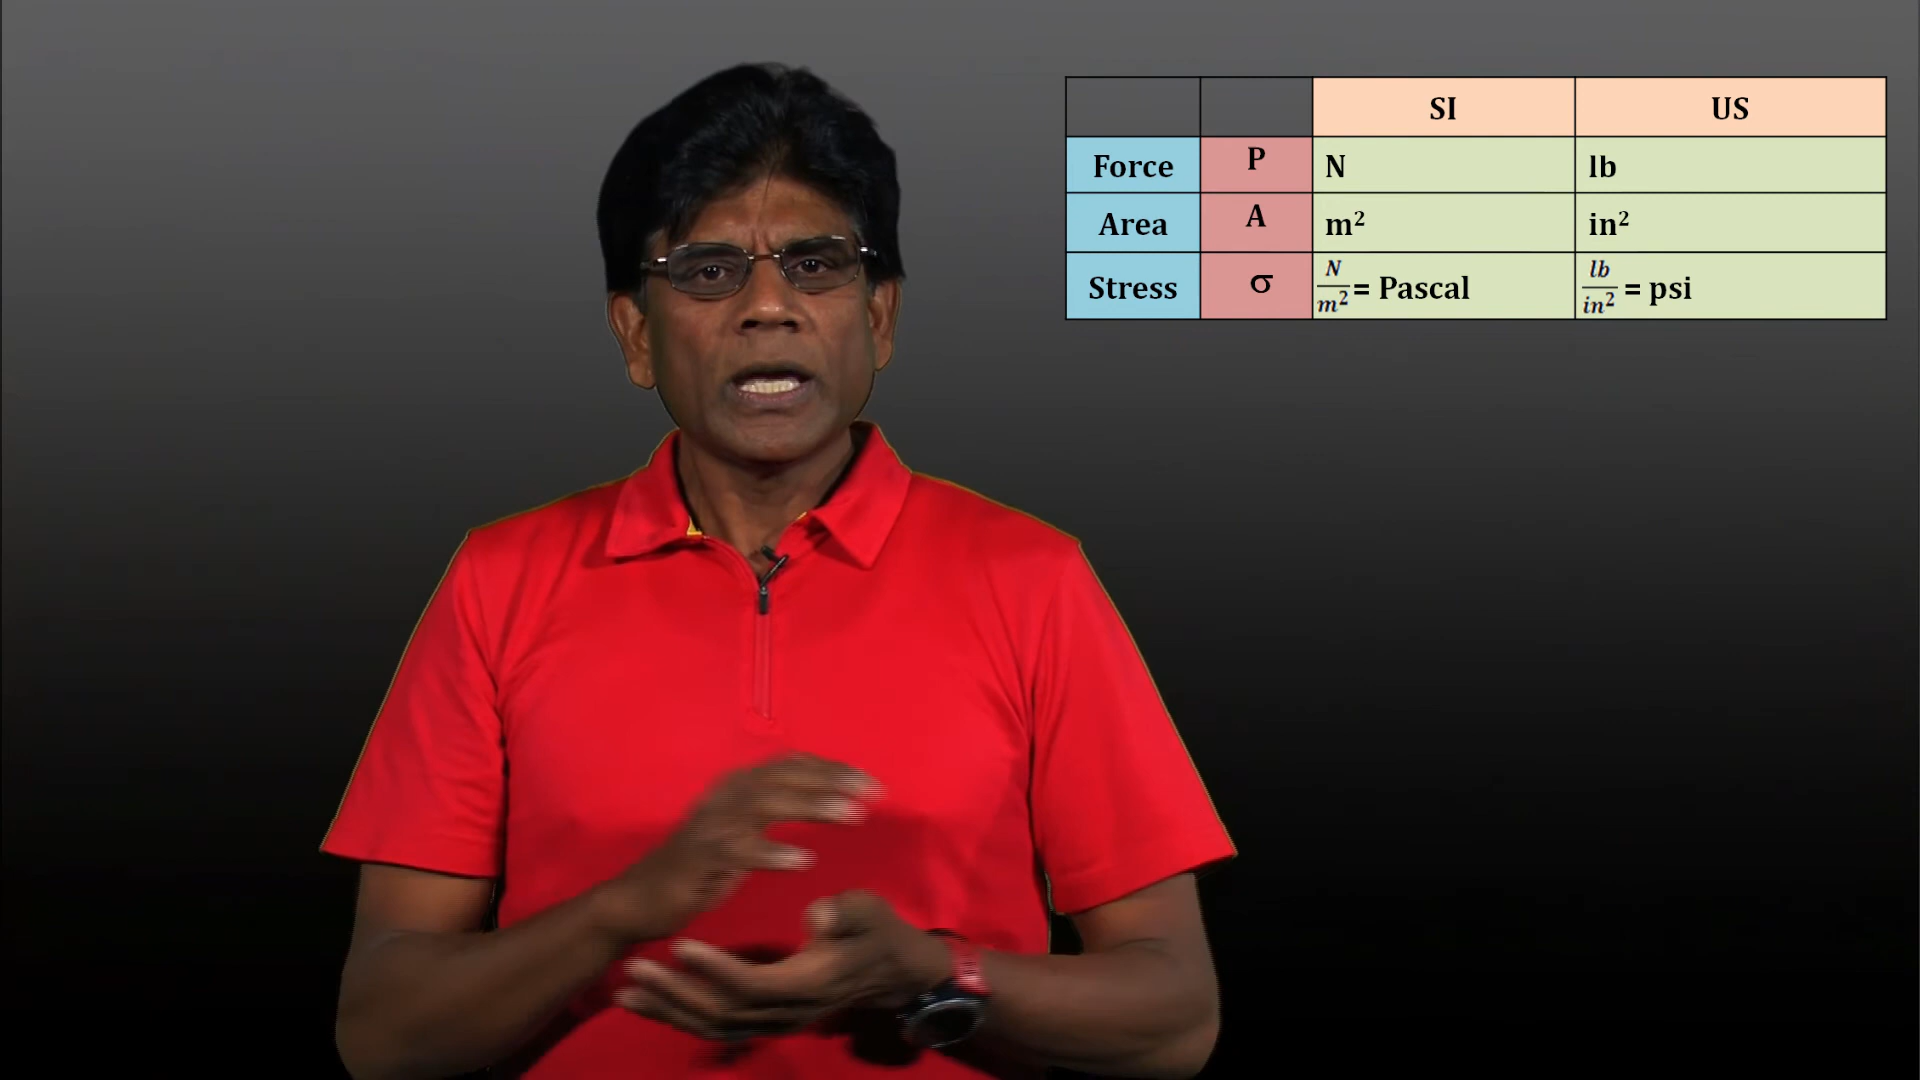 SI US
Force P N lb
Area A m² in²
Stress σ N/m² = Pascal lb/in² = psi